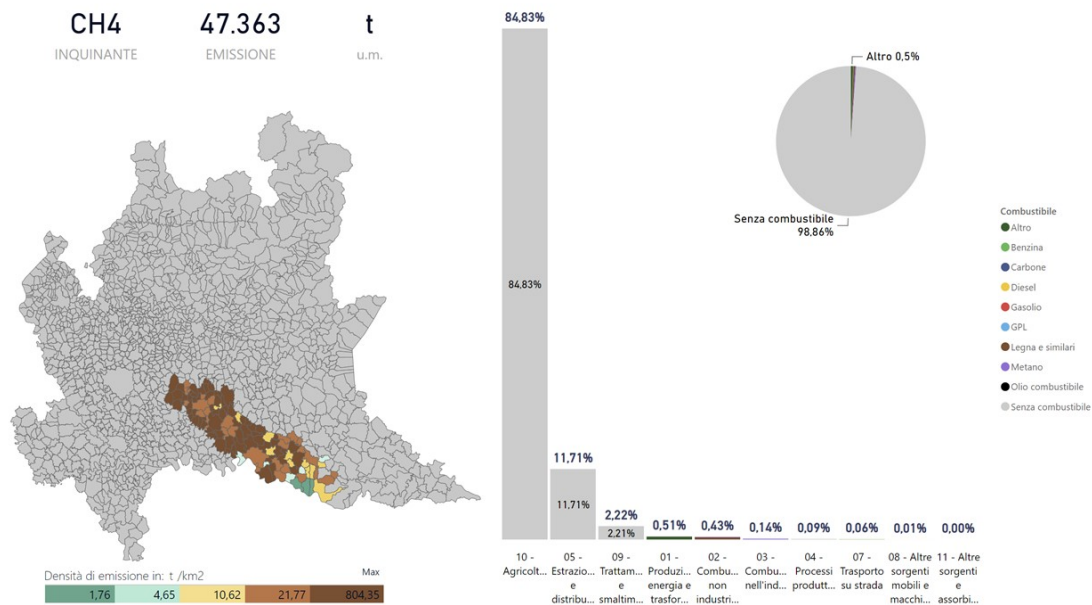 CH4
47.363
t
INQUINANTE
EMISSIONE
u.m.
84,83%
Altro 0,5%
Senza combustibile
98,86%
Combustibile
Altro
Benzina
Carbone
Diesel
Gasolio
GPL
Legna e similari
Metano
Olio combustibile
Senza combustibile
84,83%
11,71%
11,71%
2,22%
2,21%
0,51%
0,43%
0,14%
0,09%
0,06%
0,01%
0,00%
10 -
Agricolt...
05 -
Estrazio...
e
distribu...
09 -
Trattam...
e
smaltim...
01 -
Produzi...
energia e
trasfor...
02 -
Combu...
non
industri...
03 -
Combu...
nell'ind...
04 -
Processi
produtt...
07 -
Trasporto
su strada
08 - Altre
sorgenti
mobili e
macchi...
11 - Altre
sorgenti
e
assorbi...
Densità di emissione in: t /km2
Max
1,76
4,65
10,62
21,77
804,35